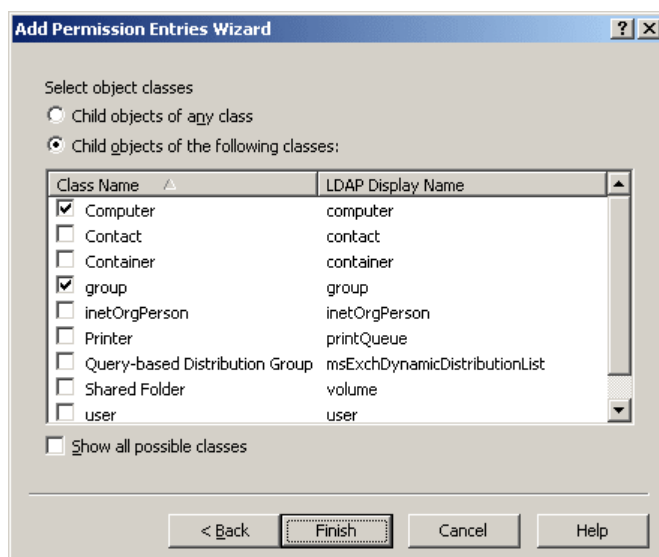 Add Permission Entries Wizard
Select object classes
Child objects of any class
Child objects of the following classes:
Class Name LDAP Display Name
Computer computer
Contact contact
Container container
group group
inetOrgPerson inetOrgPerson
Printer printQueue
Query-based Distribution Group msExchDynamicDistributionList
Shared Folder volume
user user
Show all possible classes
< Back Finish Cancel Help